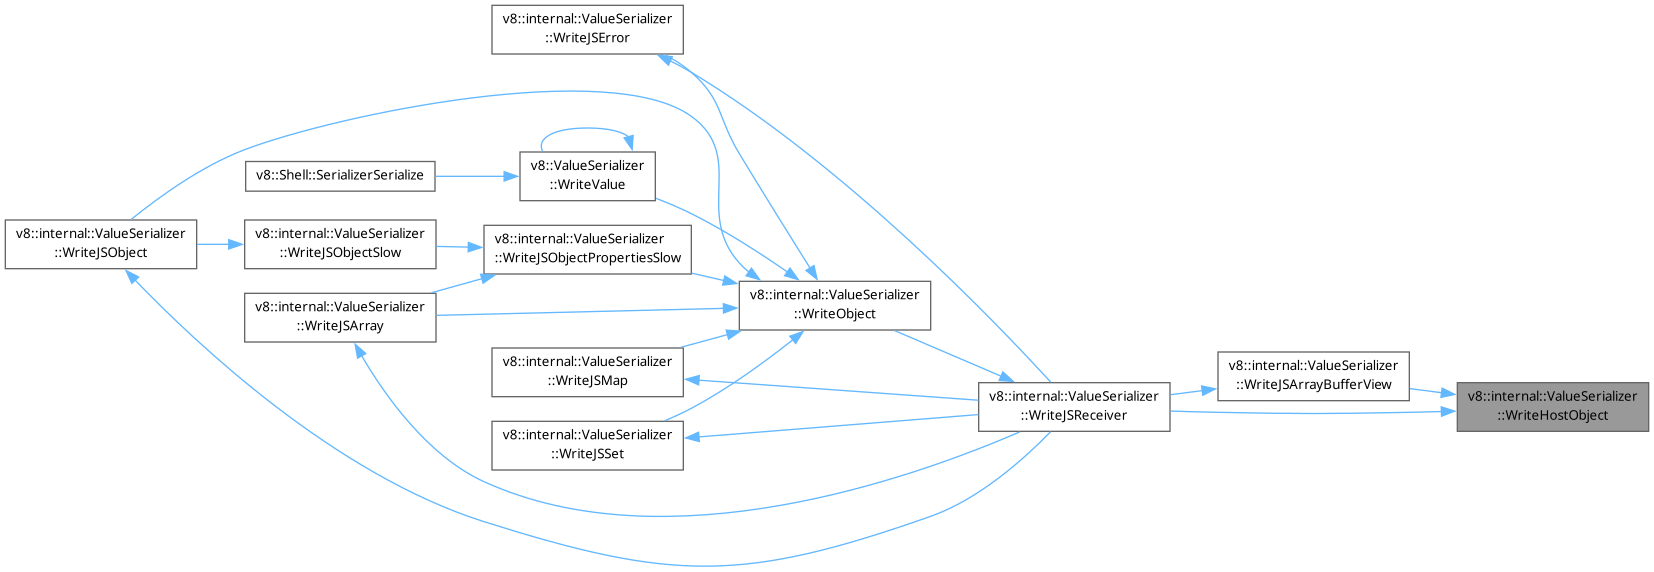 v8::internal::ValueSerializer
::WriteJSError
v8::ValueSerializer
::WriteValue
v8::Shell::SerializerSerialize
v8::internal::ValueSerializer
::WriteJSObject
v8::internal::ValueSerializer
::WriteJSObjectSlow
v8::internal::ValueSerializer
::WriteJSObjectPropertiesSlow
v8::internal::ValueSerializer
::WriteJSArray
v8::internal::ValueSerializer
::WriteObject
v8::internal::ValueSerializer
::WriteJSMap
v8::internal::ValueSerializer
::WriteJSSet
v8::internal::ValueSerializer
::WriteJSReceiver
v8::internal::ValueSerializer
::WriteJSArrayBufferView
v8::internal::ValueSerializer
::WriteHostObject